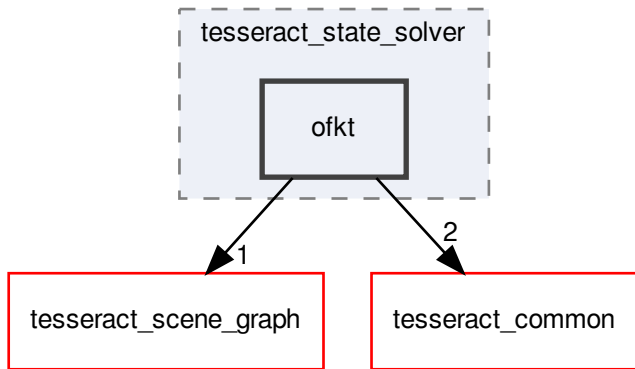 tesseract_state_solver
ofkt
1
2
tesseract_scene_graph
tesseract_common